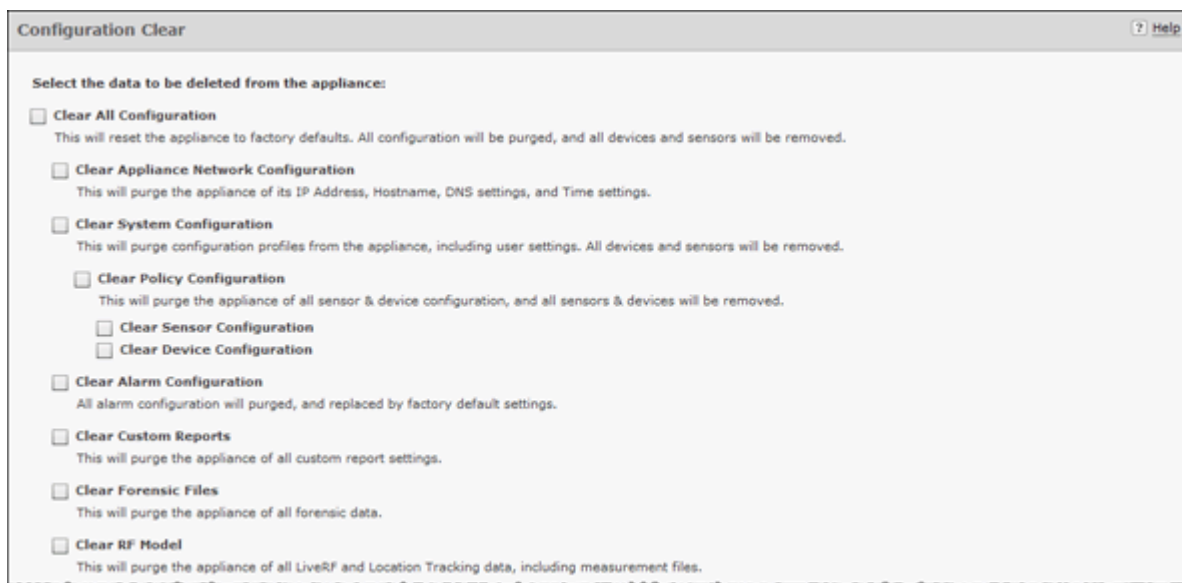 Configuration Clear
? Help
Select the data to be deleted from the appliance:
Clear All Configuration
This will reset the appliance to factory defaults. All configuration will be purged, and all devices and sensors will be removed.
Clear Appliance Network Configuration
This will purge the appliance of its IP Address, Hostname, DNS settings, and Time settings.
Clear System Configuration
This will purge configuration profiles from the appliance, including user settings. All devices and sensors will be removed.
Clear Policy Configuration
This will purge the appliance of all sensor & device configuration, and all sensors & devices will be removed.
Clear Sensor Configuration
Clear Device Configuration
Clear Alarm Configuration
All alarm configuration will purged, and replaced by factory default settings.
Clear Custom Reports
This will purge the appliance of all custom report settings.
Clear Forensic Files
This will purge the appliance of all forensic data.
Clear RF Model
This will purge the appliance of all LiveRF and Location Tracking data, including measurement files.